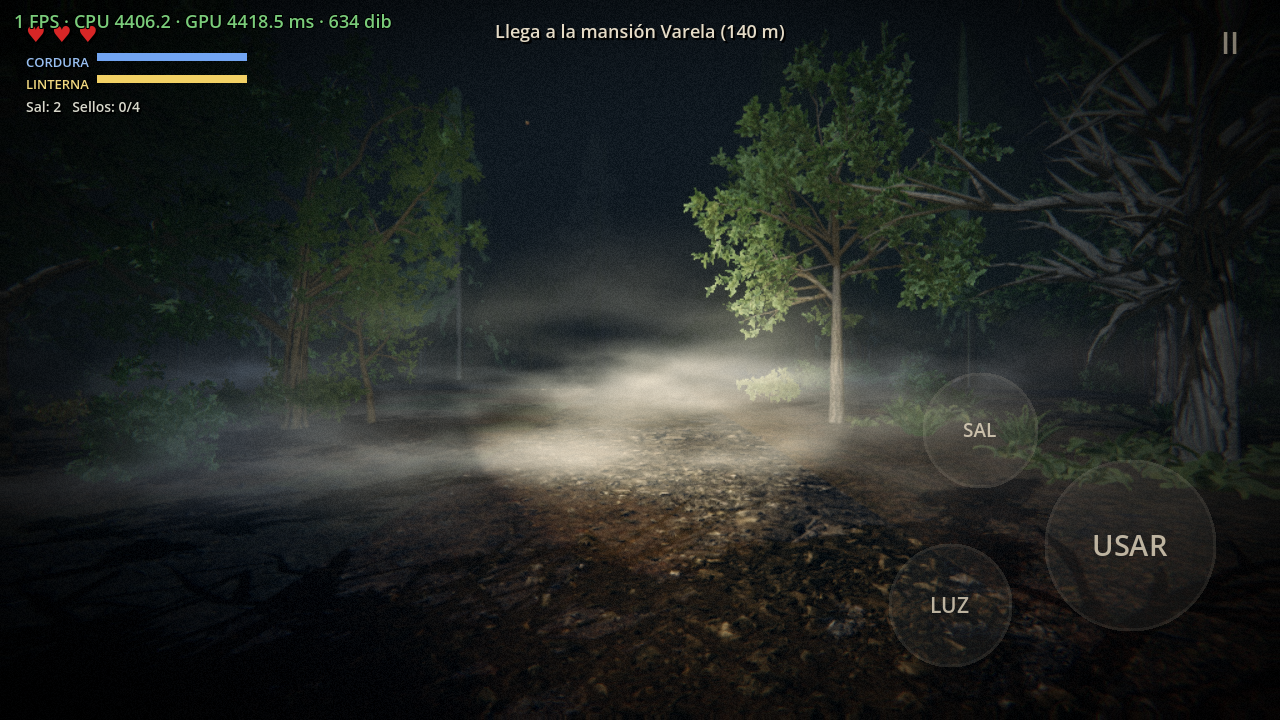 1 FPS · CPU 4406.2 · GPU 4418.5 ms · 634 dib
Llega a la mansión Varela (140 m)
CORDURA
LINTERNA
Sal: 2 Sellos: 0/4
SAL
USAR
LUZ